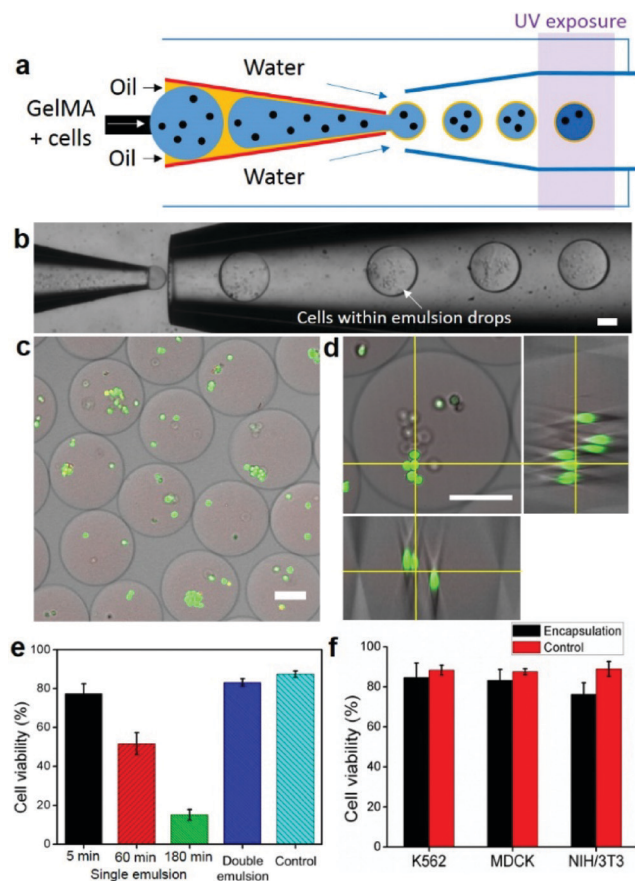 UV exposure
a
Water
Oil
GelMA
+ cells
Oil
Water
b
Cells within emulsion drops
c
d
e
Cell viability (%)
80
60
40
20
0
5 min
60 min
180 min
Double
emulsion
Control
Single emulsion
f
Encapsulation
Control
Cell viability (%)
100
80
60
40
20
0
K562
MDCK
NIH/3T3